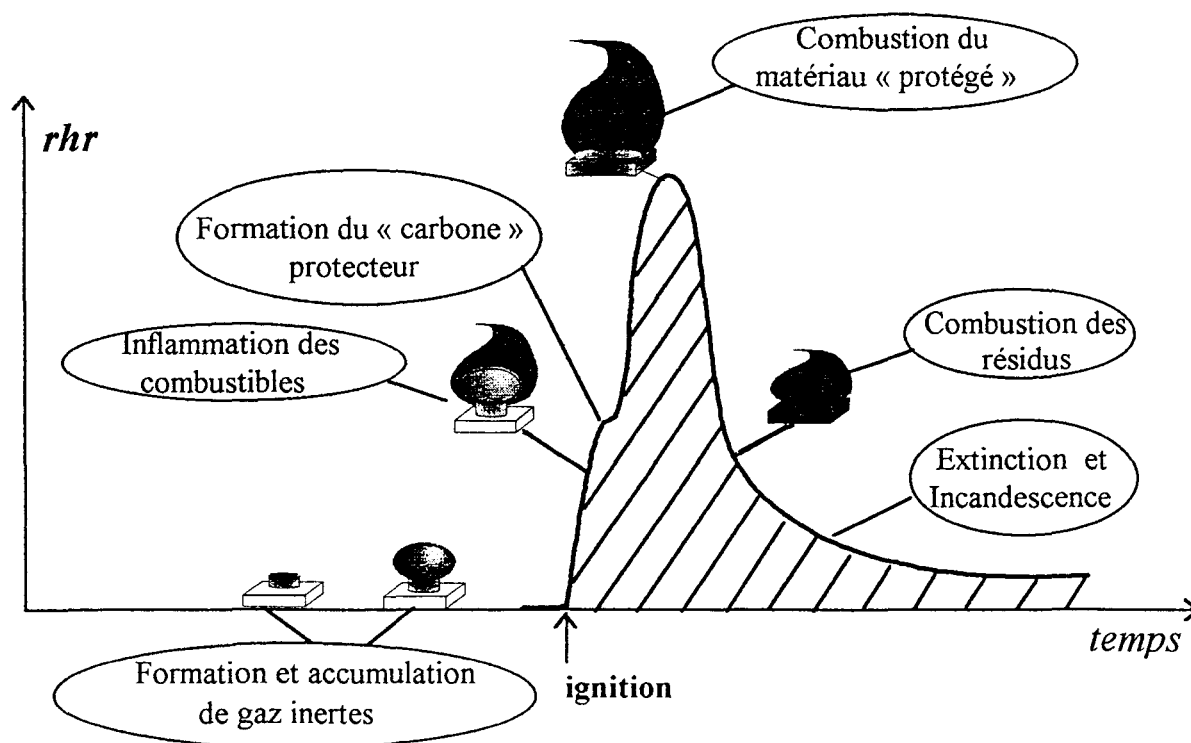 Combustion du
matériau « protégé »
rhr
Formation du « carbone »
protecteur
Inflammation des
combustibles
Combustion des
résidus
Extinction et
Incandescence
temps
ignition
Formation et accumulation
de gaz inertes